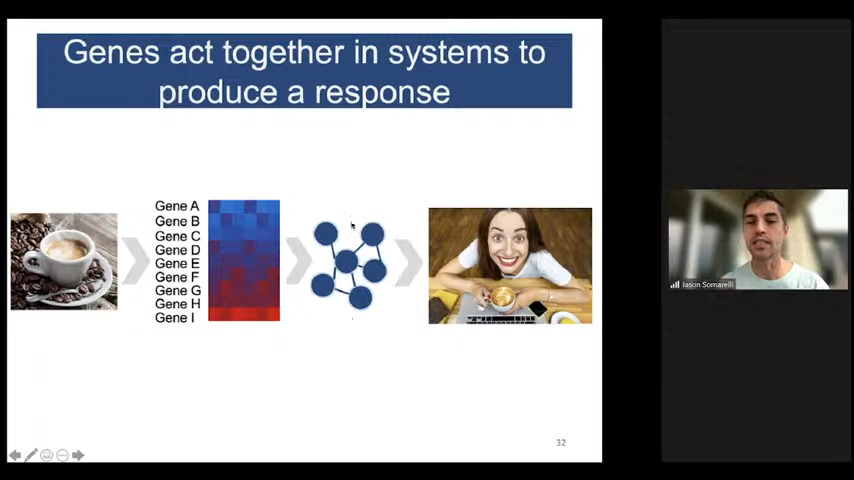 Genes act together in systems to
produce a response
Gene A
Gene B
Gene C
Gene D
Gene E
Gene F
Gene G
Gene H
Gene I
Jason Somarelli
32